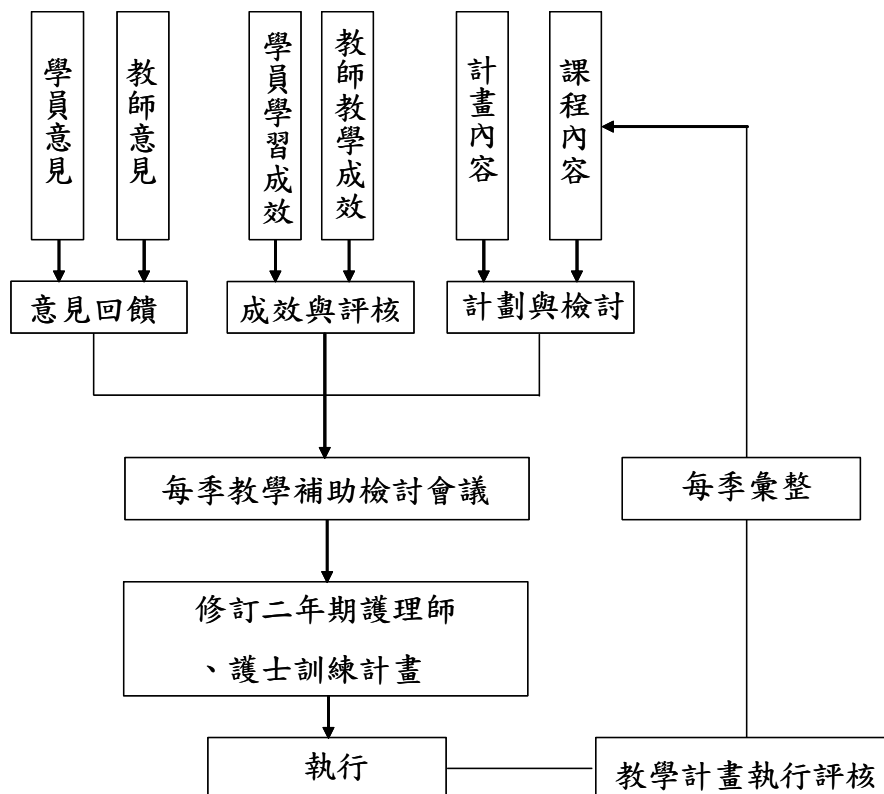 學員意見
教師意見
學員學習成效
教師教學成效
計畫內容
課程內容
意見回饋
成效與評核
計劃與檢討
每季教學補助檢討會議
每季彙整
修訂二年期護理師
、護士訓練計畫
執行
教學計畫執行評核